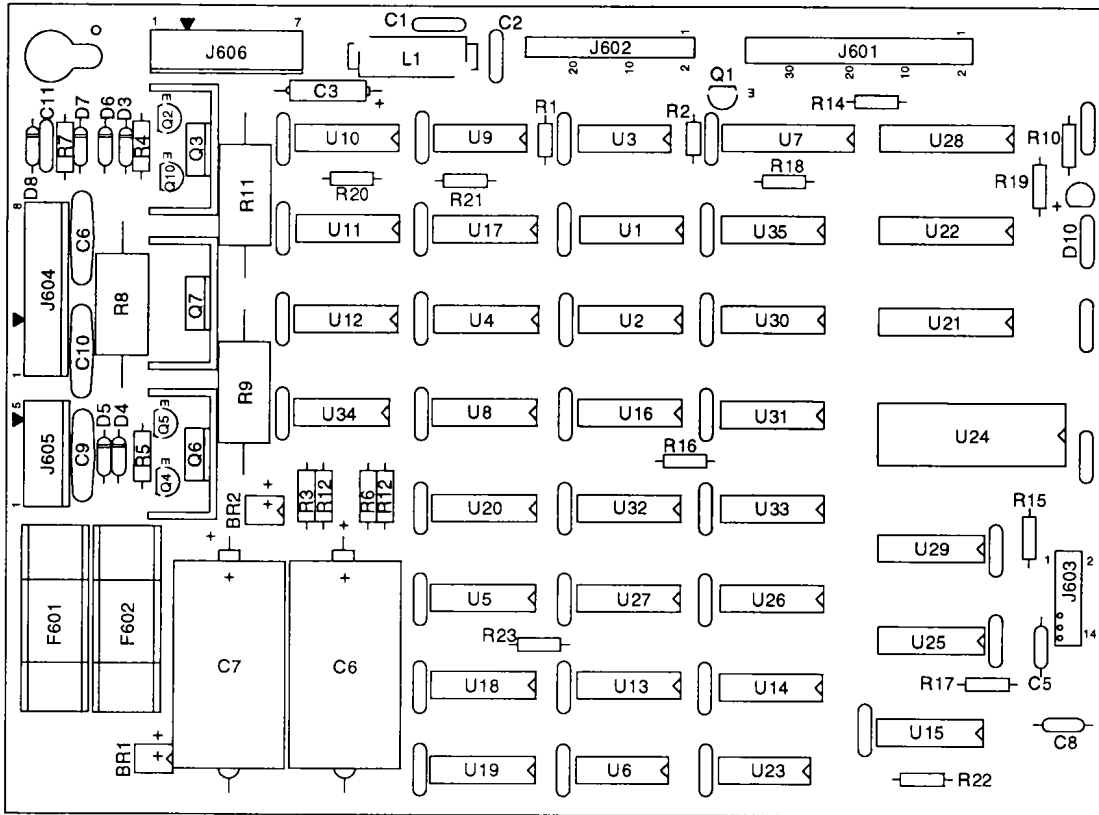 1 7
J606
C1
L1
C2
J602
1
20 10 2
J601
1
30 20 10 2
C3 +
Q1
E
R14
D8
C11
R7
D7
D6
D3
R4
E
Q2
Q3
E
Q10
R11
U10
U9
R1
U3
R2
U7
U28
R10
R20
R21
R18
R19
+
D10
8
J604
1
C6
R8
Q7
U11
U17
U1
U35
U22
C10
U12
U4
U2
U30
U21
R9
5
J605
1
C9
D5
D4
R5
E
Q5
Q6
E
Q4
U34
U8
U16
U31
U24
R16
BR2
+ +
R3
R12
R6
R12
U20
U32
U33
R15
U29
1 2
J603
14
F601
F602
+
+
C7
+
+
C6
U5
U27
U26
U25
R23
U18
U13
U14
R17
C5
BR1
+ +
U15
C8
U19
U6
U23
R22